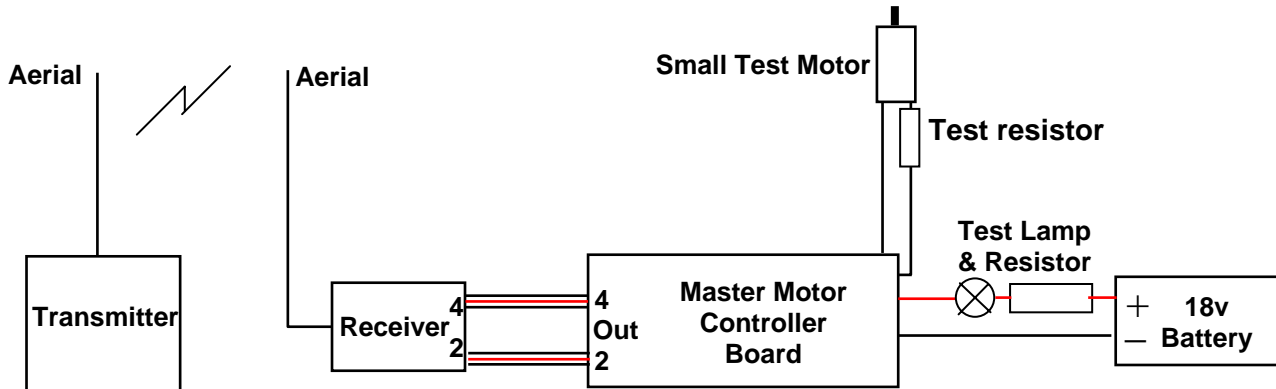 Aerial
Aerial
Small Test Motor
Test resistor
Test Lamp
& Resistor
Transmitter
Receiver
4
2
4
Out
2
Master Motor
Controller
Board
+
–
18v
Battery